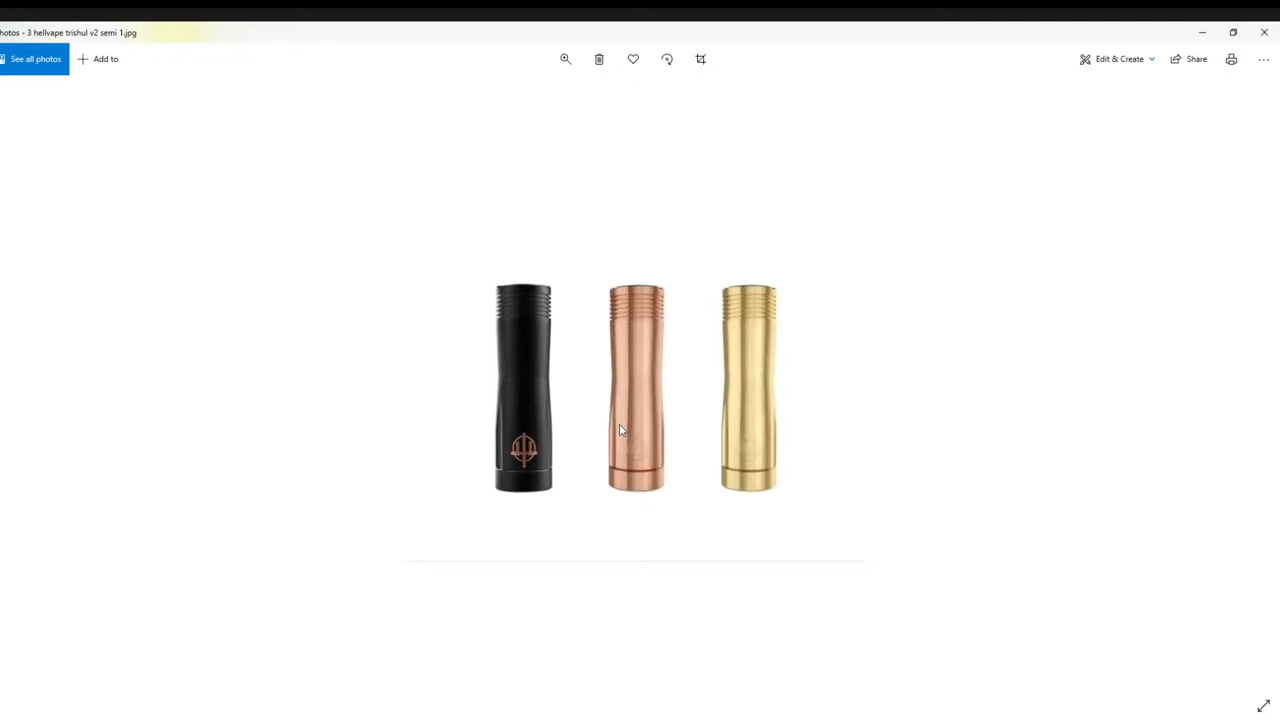 hotos - 3 hellvape trishul v2 semi 1.jpg
See all photos
Add to
Edit & Create
Share